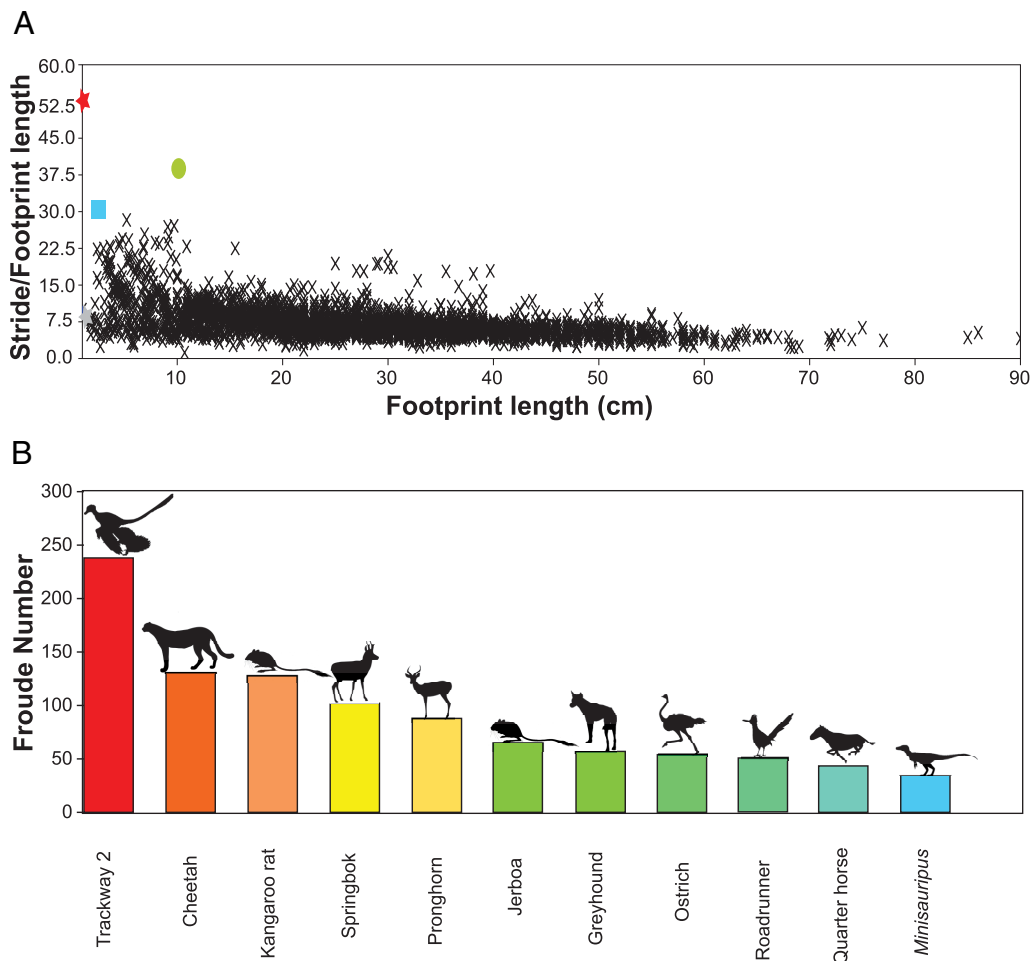 A
Stride/Footprint length
60.0
52.5
45.0
37.5
30.0
22.5
15.0
7.5
0.0
10 20 30 40 50 60 70 80 90
Footprint length (cm)
B
Froude Number
300
250
200
150
100
50
0
Trackway 2
Cheetah
Kangaroo rat
Springbok
Pronghorn
Jerboa
Greyhound
Ostrich
Roadrunner
Quarter horse
Minisauripus